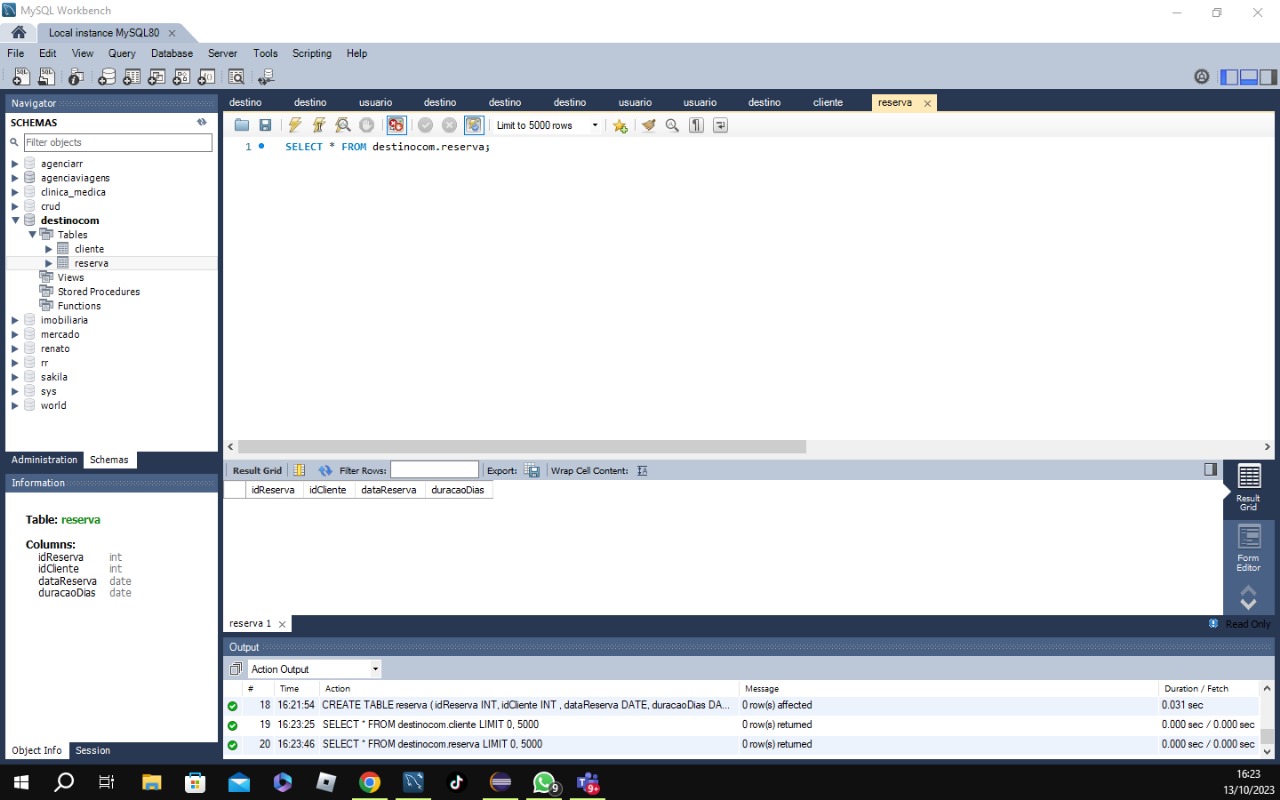 MySQL Workbench
Local instance MySQL80
File Edit View Query Database Server Tools Scripting Help
Navigator
SCHEMAS
Filter objects
agenciarr
agenciaviagens
clinica_medica
crud
destinocom
Tables
cliente
reserva
Views
Stored Procedures
Functions
imobiliaria
mercado
renato
rr
sakila
sys
world
Administration Schemas
Information
Table: reserva
Columns:
idReserva int
idCliente int
dataReserva date
duracaoDias date
Object Info Session
destino destino usuario destino destino destino usuario usuario destino cliente reserva
Limit to 5000 rows
1 SELECT * FROM destinocom.reserva;
Result Grid Filter Rows: Export: Wrap Cell Content:
idReserva idCliente dataReserva duracaoDias
Result Grid
Form Editor
reserva 1
Read Only
Output
Action Output
# Time Action Message Duration / Fetch
18 16:21:54 CREATE TABLE reserva ( idReserva INT, idCliente INT , dataReserva DATE, duracaoDias DA... 0 row(s) affected 0.031 sec
19 16:23:25 SELECT * FROM destinocom.cliente LIMIT 0, 5000 0 row(s) returned 0.000 sec / 0.000 sec
20 16:23:46 SELECT * FROM destinocom.reserva LIMIT 0, 5000 0 row(s) returned 0.000 sec / 0.000 sec
9
9+
16:23
13/10/2023